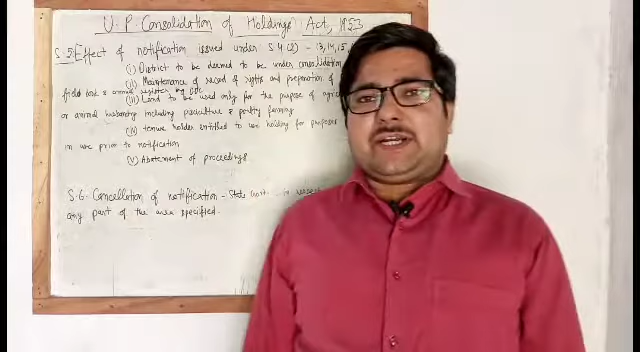 U.P. Consolidation of Holdings Act, 1953
S.5: Effect of notification issued under S.4(2) - 13,14,15,
(i) District to be deemed to be under consolidation
(ii) Maintenance of record of rights and preparation of
field book & annual register by
(iii) Land to be used only for the purpose of agric
or animal husbandry including pisciculture & poultry farming
(iv) tenure holder entitled to use holding for purposes
in use prior to notification
(v) Abatement of proceedings
S.6: Cancellation of notification - State Govt. - in respect
any part of the area specified.